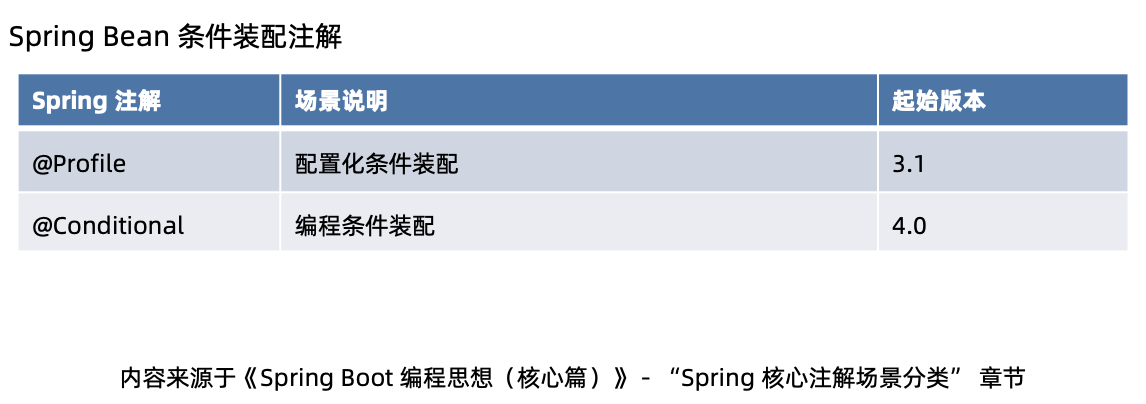 Spring Bean 条件装配注解
Spring 注解 场景说明 起始版本
@Profile 配置化条件装配 3.1
@Conditional 编程条件装配 4.0
内容来源于《Spring Boot 编程思想（核心篇）》 - “Spring 核心注解场景分类” 章节